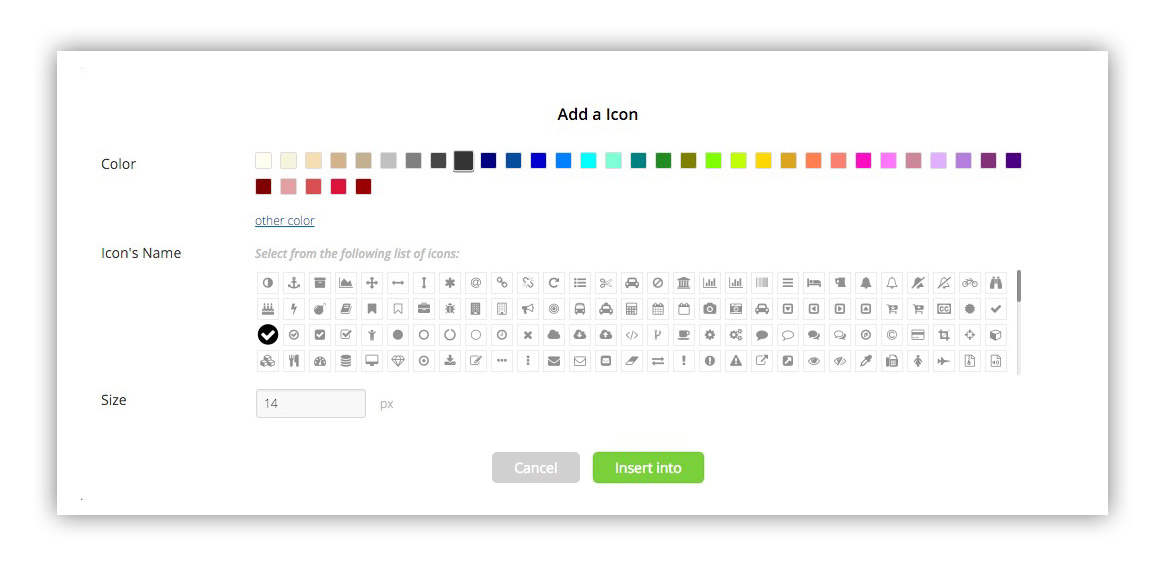 Add a Icon
Color
other color
Icon's Name
Select from the following list of icons:
Size
14 px
Cancel Insert into